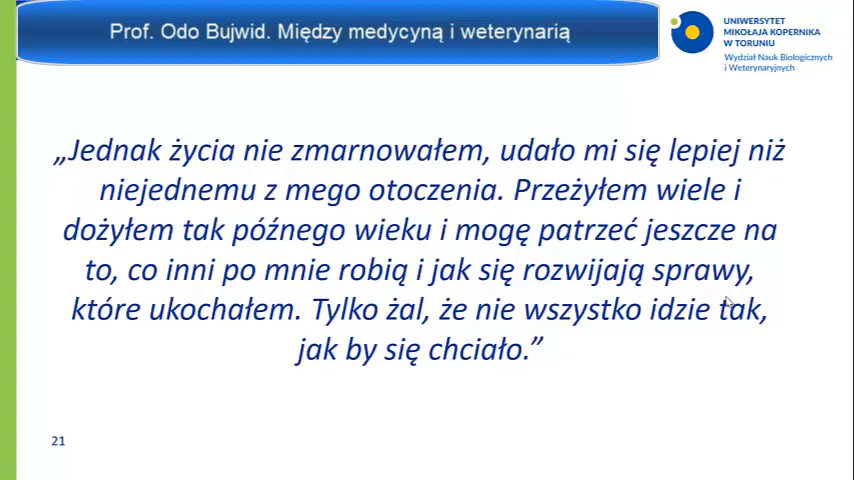 Prof. Odo Bujwid. Między medycyną i weterynarią
UNIWERSYTET
MIKOŁAJA KOPERNIKA
W TORUNIU
Wydział Nauk Biologicznych
i Weterynaryjnych
„Jednak życia nie zmarnowałem, udało mi się lepiej niż
niejednemu z mego otoczenia. Przeżyłem wiele i
dożyłem tak późnego wieku i mogę patrzeć jeszcze na
to, co inni po mnie robią i jak się rozwijają sprawy,
które ukochałem. Tylko żal, że nie wszystko idzie tak,
jak by się chciało.”
21